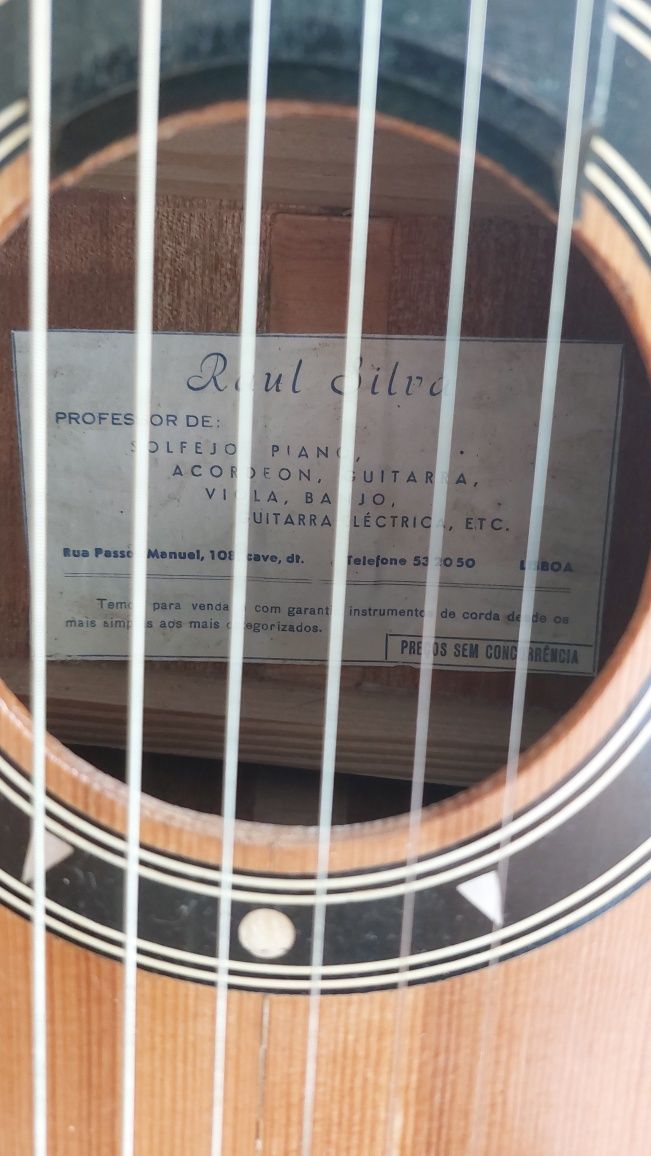 Raul Silva
PROFESSOR DE:
SOLFEJO, PIANO,
ACORDEON, GUITARRA,
VIOLA, BANJO,
GUITARRA ELÉCTRICA, ETC.
Rua Passos Manuel, 108, cave, dt. Telefone 53 20 50 LISBOA
Temos para venda e com garantia instrumentos de corda desde os
mais simples aos mais categorizados.
PREÇOS SEM CONCORRÊNCIA